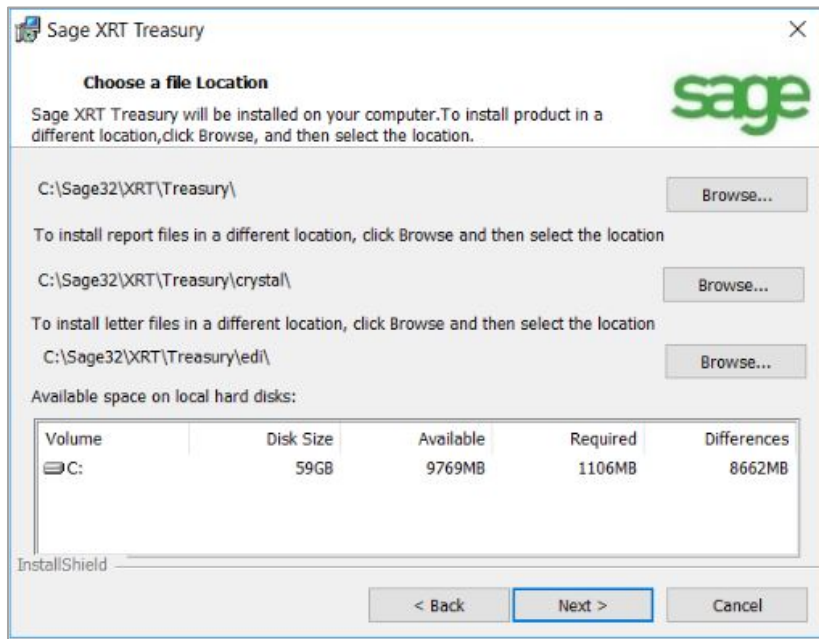 Sage XRT Treasury
Choose a file Location
Sage XRT Treasury will be installed on your computer.To install product in a
different location,click Browse, and then select the location.
sage
C:\Sage32\XRT\Treasury\
Browse...
To install report files in a different location, click Browse and then select the location
C:\Sage32\XRT\Treasury\crystal\
Browse...
To install letter files in a different location, click Browse and then select the location
C:\Sage32\XRT\Treasury\edi\
Browse...
Available space on local hard disks:
Volume Disk Size Available Required Differences
C: 59GB 9769MB 1106MB 8662MB
InstallShield
< Back Next > Cancel